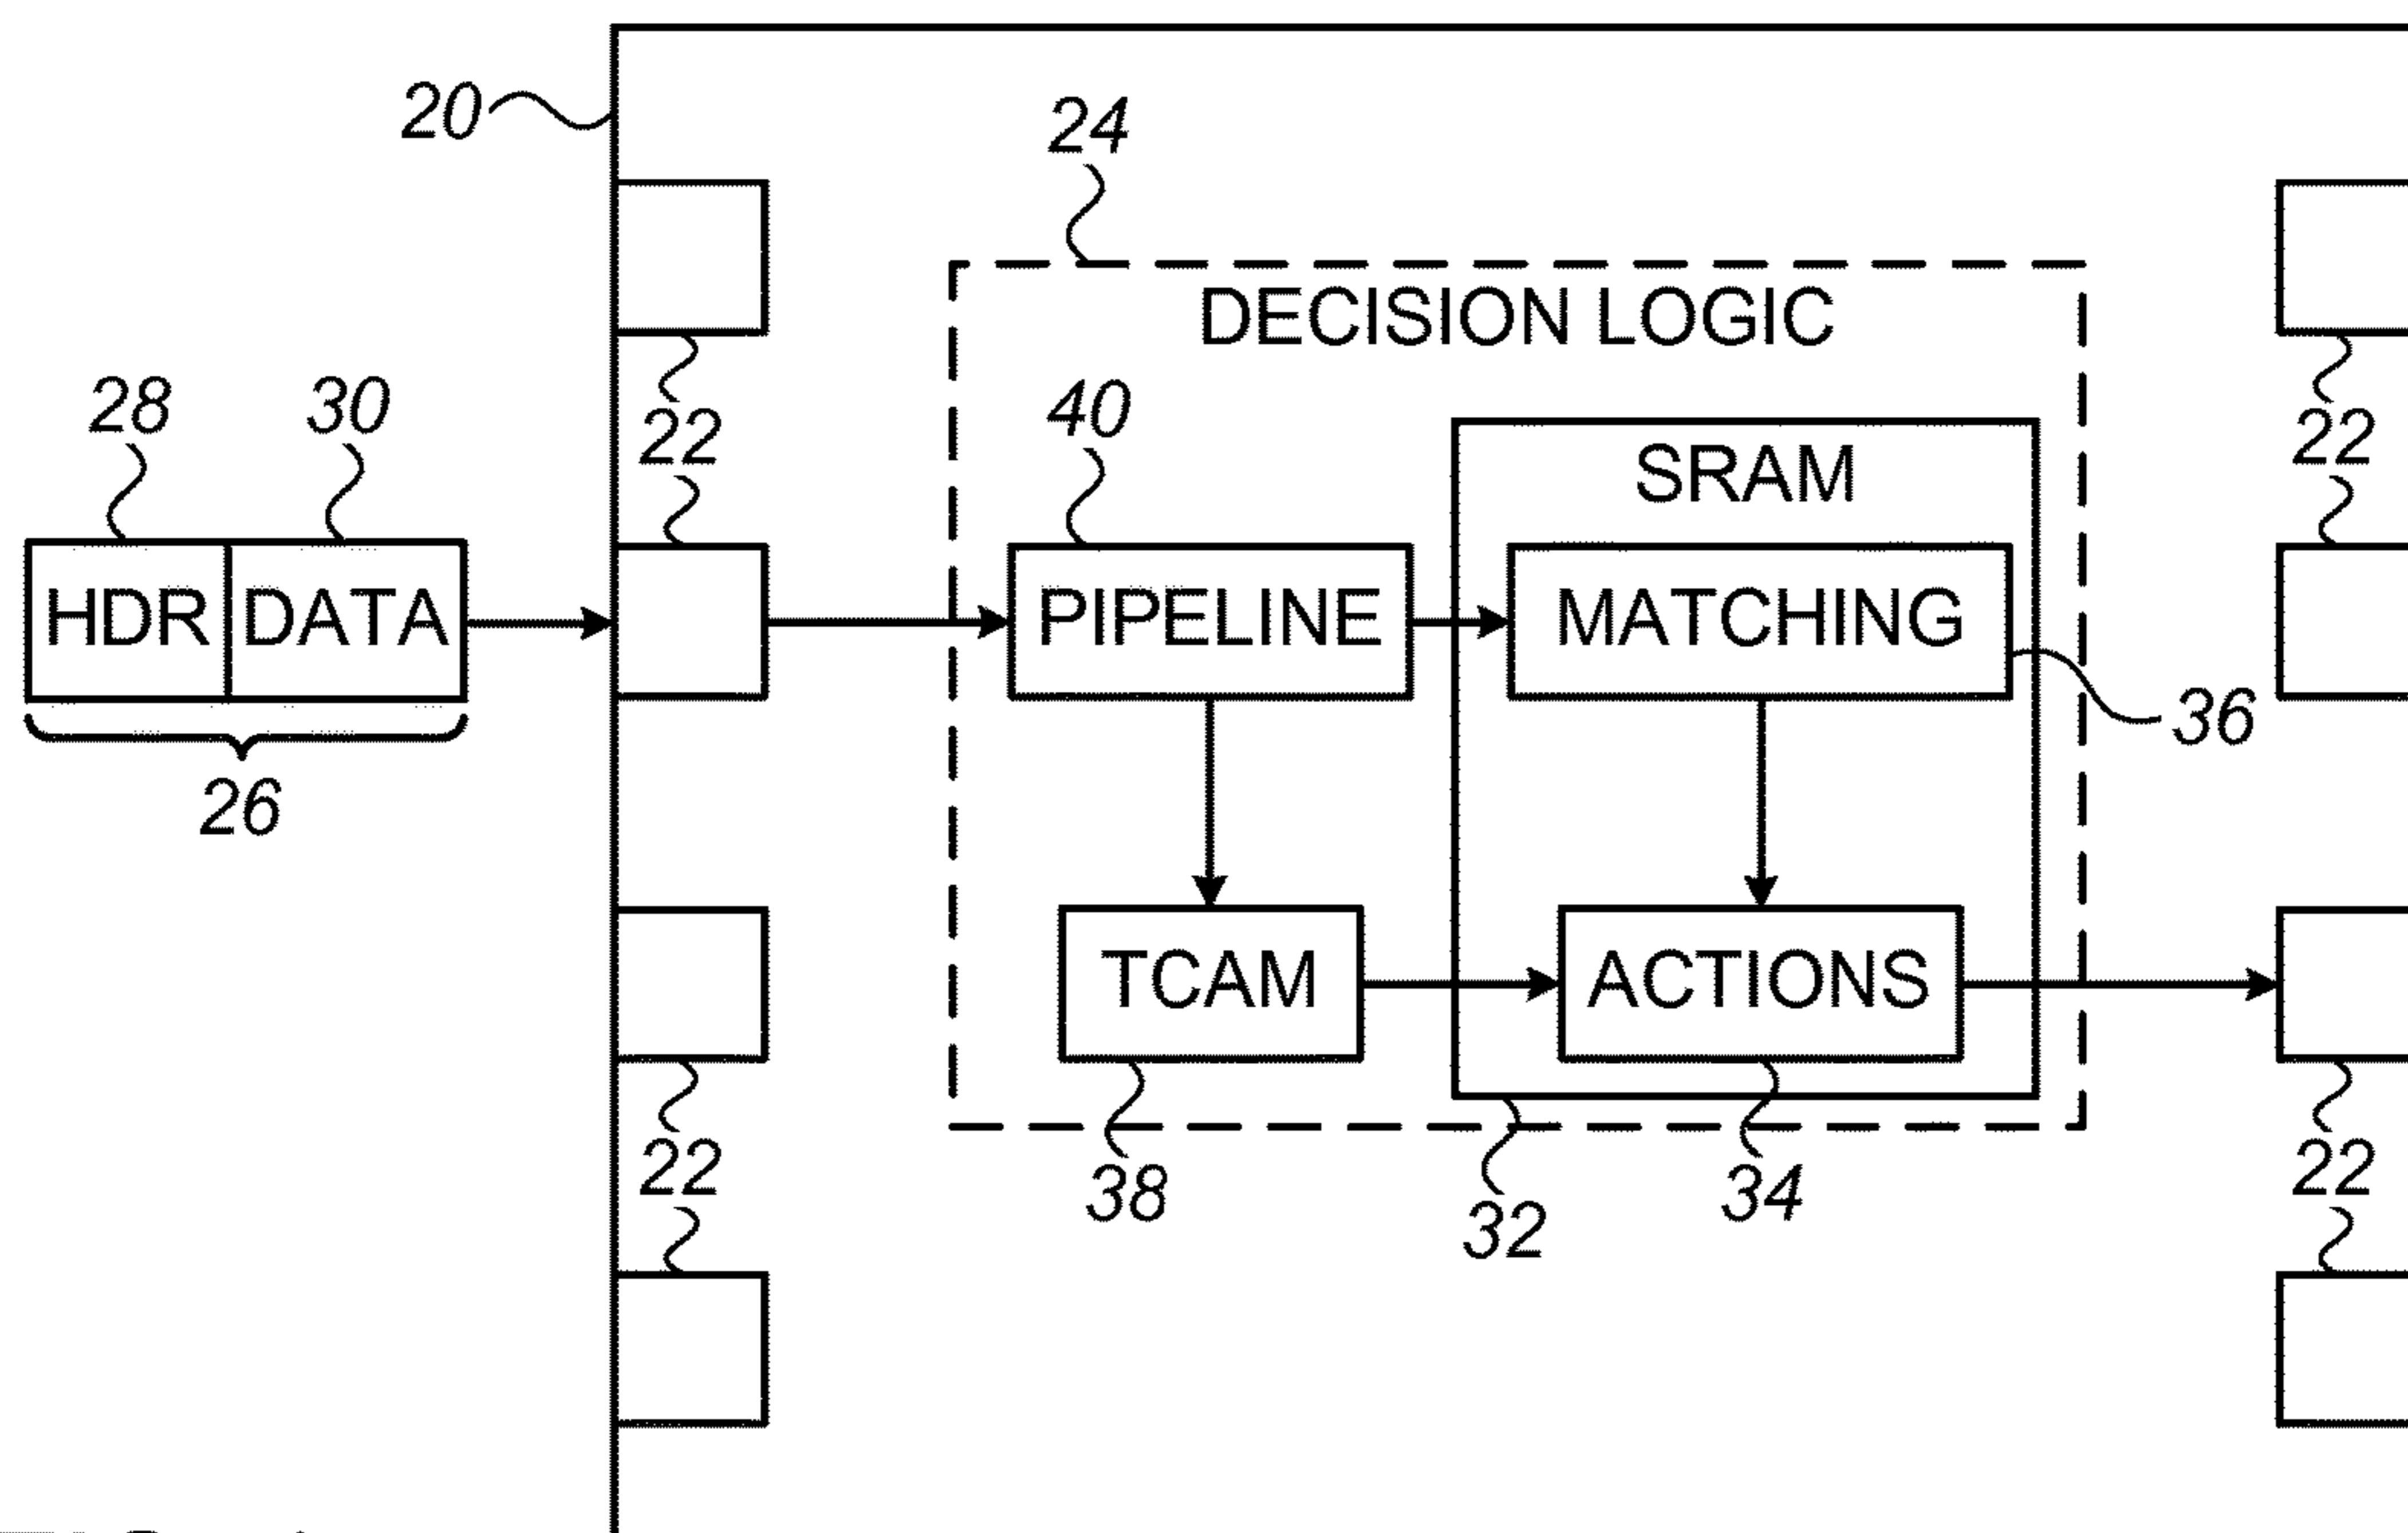 20
24
DECISION LOGIC
28 30
22
40
SRAM
22
HDR DATA
PIPELINE
MATCHING
36
26
TCAM
ACTIONS
22
38
32
34
22